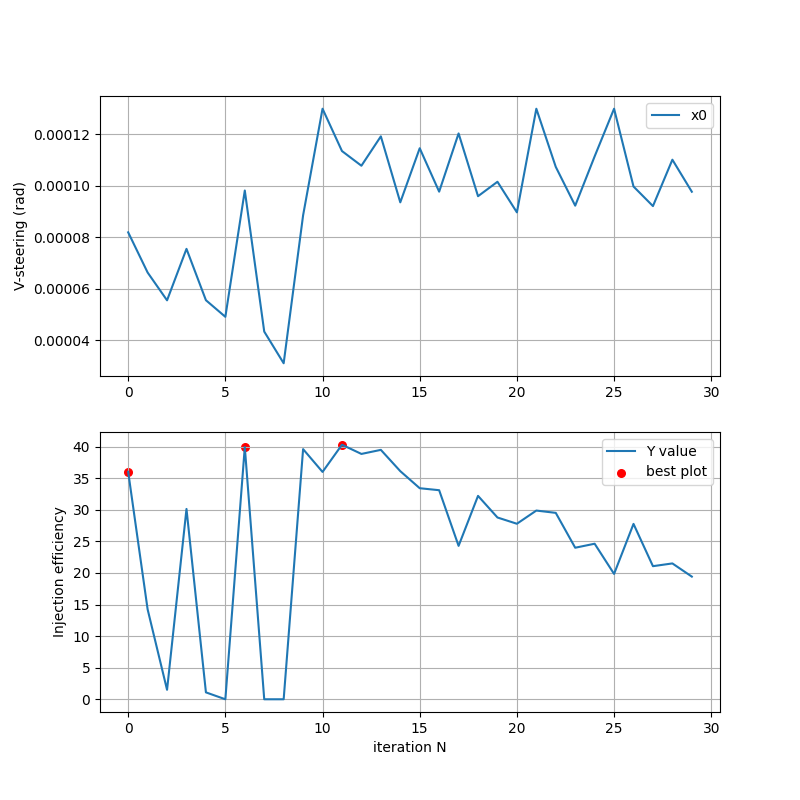 x0
0.00012
0.00010
0.00008
0.00006
0.00004
V-steering (rad)
0 5 10 15 20 25 30
Y value
best plot
40
35
30
25
20
15
10
5
0
Injection efficiency
0 5 10 15 20 25 30
iteration N